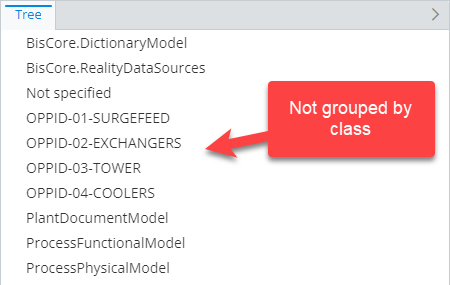 Tree
BisCore.DictionaryModel
BisCore.RealityDataSources
Not specified
OPPID-01-SURGEFEED
OPPID-02-EXCHANGERS
OPPID-03-TOWER
OPPID-04-COOLERS
PlantDocumentModel
ProcessFunctionalModel
ProcessPhysicalModel
Not grouped by
class